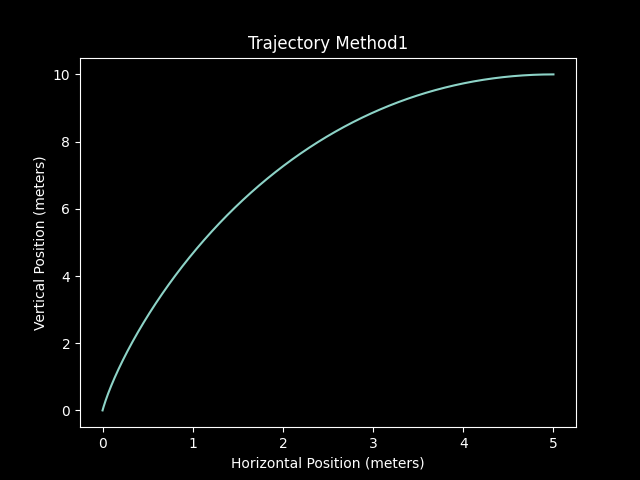 Trajectory Method1
10
8
6
4
2
0
Vertical Position (meters)
0 1 2 3 4 5
Horizontal Position (meters)